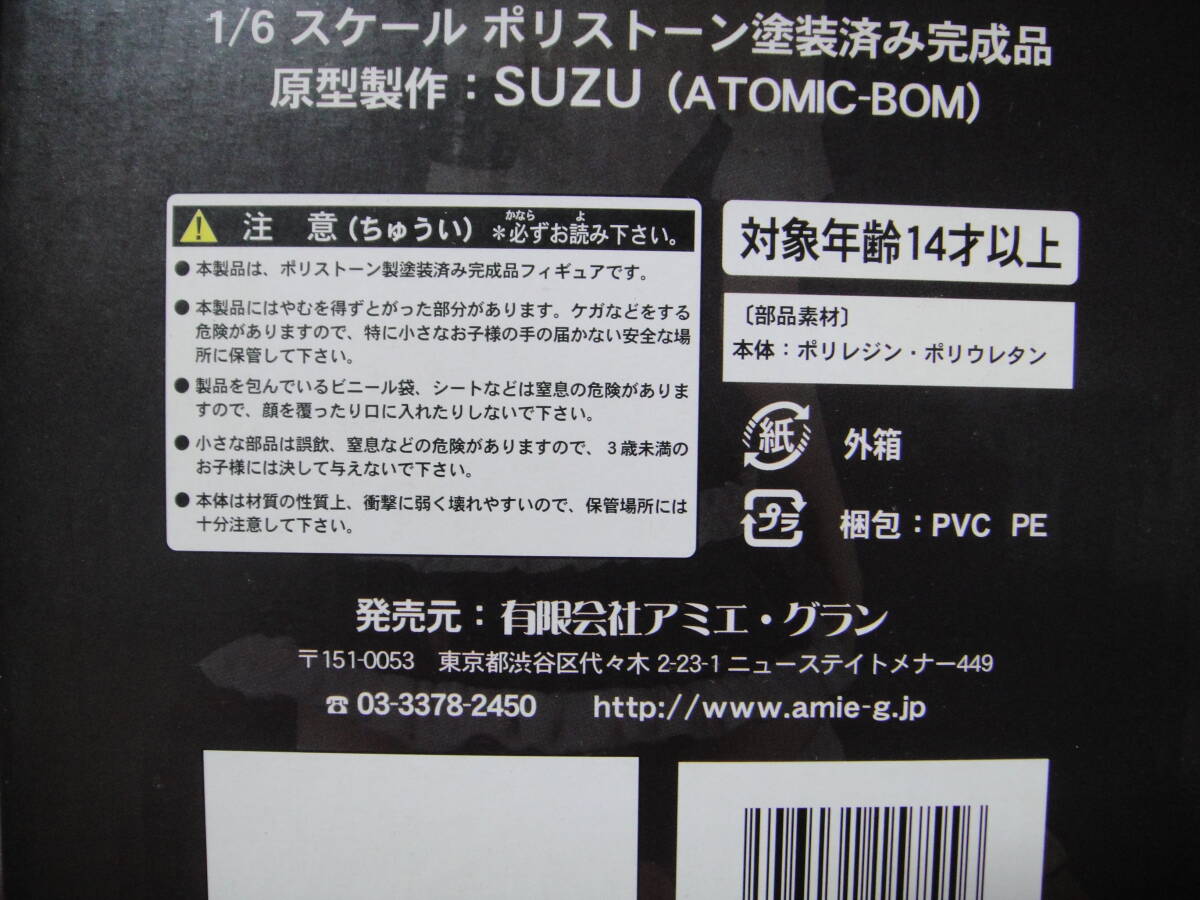 1/6 スケール ポリストーン塗装済み完成品
原型製作：SUZU（ATOMIC-BOM）
注　意（ちゅうい）＊必ずお読み下さい。
かなら　よ
●本製品は、ポリストーン製塗装済み完成品フィギュアです。
●本製品にはやむを得ずとがった部分があります。ケガなどをする
危険がありますので、特に小さなお子様の手の届かない安全な場
所に保管して下さい。
●製品を包んでいるビニール袋、シートなどは窒息の危険がありま
すので、顔を覆ったり口に入れたりしないで下さい。
●小さな部品は誤飲、窒息などの危険がありますので、３歳未満の
お子様には決して与えないで下さい。
●本体は材質の性質上、衝撃に弱く壊れやすいので、保管場所には
十分注意して下さい。
対象年齢14才以上
〔部品素材〕
本体：ポリレジン・ポリウレタン
紙 外箱
プラ 梱包：PVC PE
発売元：有限会社アミエ・グラン
〒151-0053　東京都渋谷区代々木 2-23-1 ニューステイトメナー449
☎ 03-3378-2450　http://www.amie-g.jp